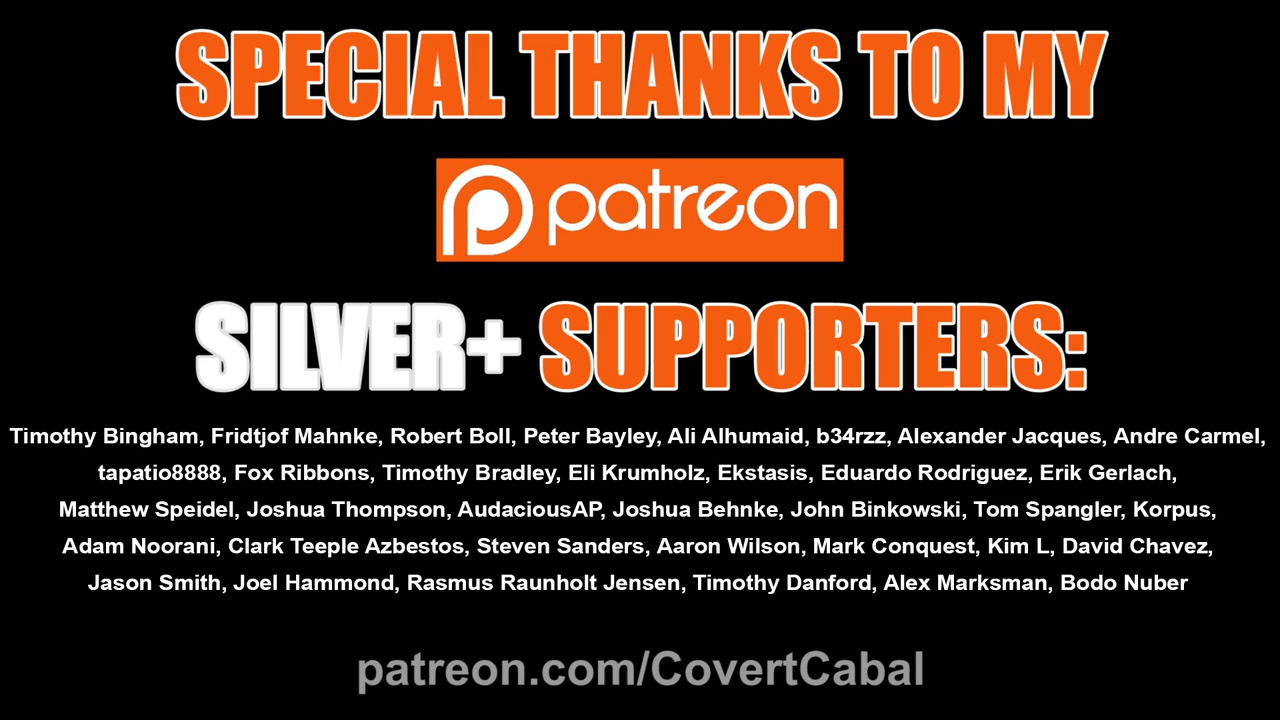 SPECIAL THANKS TO MY
patreon
SILVER+ SUPPORTERS:
Timothy Bingham, Fridtjof Mahnke, Robert Boll, Peter Bayley, Ali Alhumaid, b34rzz, Alexander Jacques, Andre Carmel,
tapatio8888, Fox Ribbons, Timothy Bradley, Eli Krumholz, Ekstasis, Eduardo Rodriguez, Erik Gerlach,
Matthew Speidel, Joshua Thompson, AudaciousAP, Joshua Behnke, John Binkowski, Tom Spangler, Korpus,
Adam Noorani, Clark Teeple Azbestos, Steven Sanders, Aaron Wilson, Mark Conquest, Kim L, David Chavez,
Jason Smith, Joel Hammond, Rasmus Raunholt Jensen, Timothy Danford, Alex Marksman, Bodo Nuber
patreon.com/CovertCabal